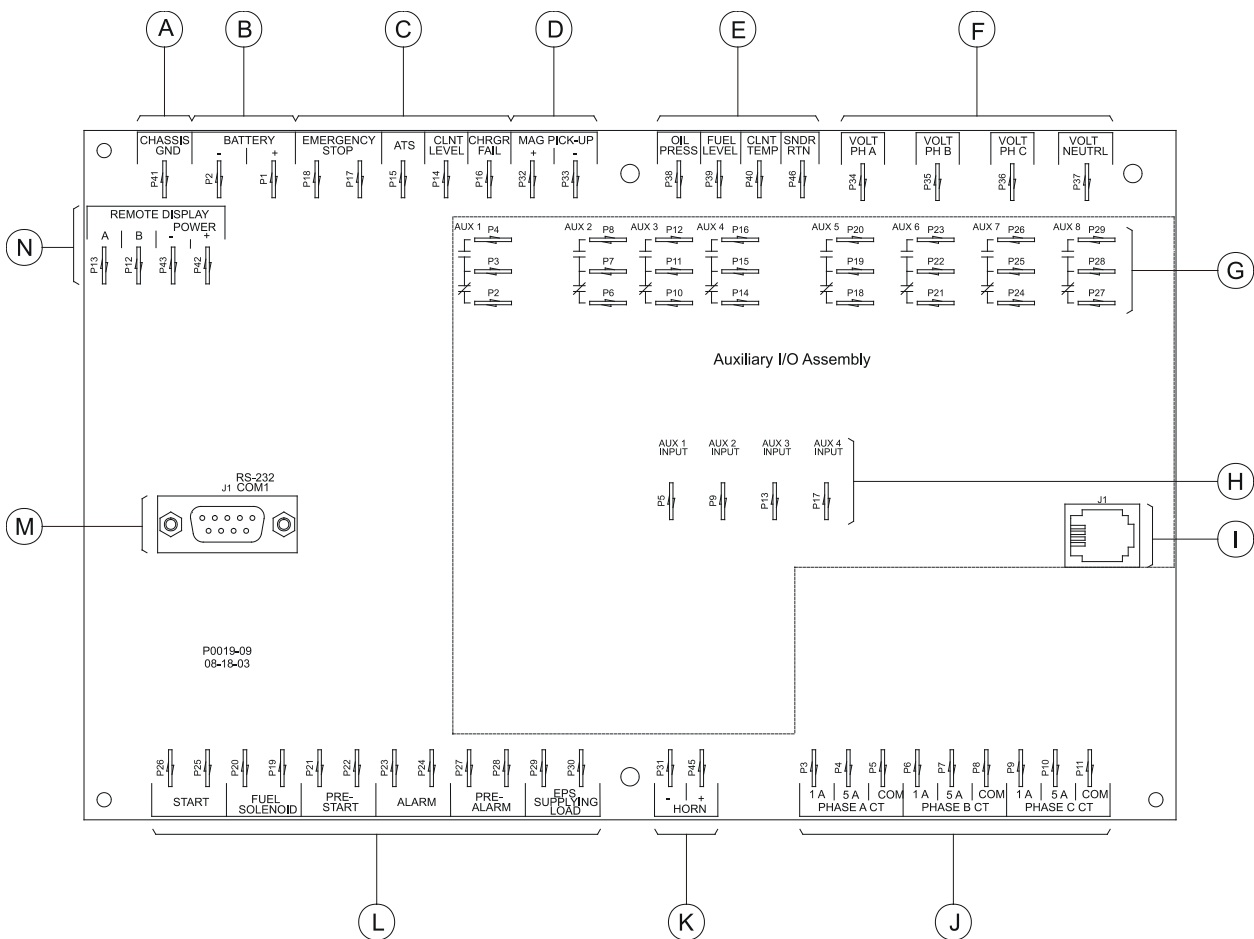 A B C D E F
CHASSIS GND
BATTERY
- +
EMERGENCY STOP
ATS
CLNT LEVEL
CHRGR FAIL
MAG PICK-UP
+ -
OIL PRESS
FUEL LEVEL
CLNT TEMP
SNDR RTN
VOLT PH A
VOLT PH B
VOLT PH C
VOLT NEUTRL
P41 P2 P1 P18 P17 P15 P14 P16 P32 P33 P38 P39 P40 P46 P34 P35 P36 P37
N
REMOTE DISPLAY
POWER
A B - +
P13 P12 P43 P42
AUX 1 P4 AUX 2 P8 AUX 3 P12 AUX 4 P16 AUX 5 P20 AUX 6 P23 AUX 7 P26 AUX 8 P29
P3 P7 P11 P15 P19 P22 P25 P28
P2 P6 P10 P14 P18 P21 P24 P27
G
Auxiliary I/O Assembly
AUX 1 INPUT
AUX 2 INPUT
AUX 3 INPUT
AUX 4 INPUT
P5 P9 P13 P17
H
RS-232
J1 COM1
M
J1
I
P0019-09
08-18-03
P26 P25 P20 P19 P21 P22 P23 P24 P27 P28 P29 P30 P31 P45 P3 P4 P5 P6 P7 P8 P9 P10 P11
START
FUEL SOLENOID
PRE-START
ALARM
PRE-ALARM
EPS SUPPLYING LOAD
- +
HORN
1 A 5 A COM 1 A 5 A COM 1 A 5 A COM
PHASE A CT PHASE B CT PHASE C CT
L K J